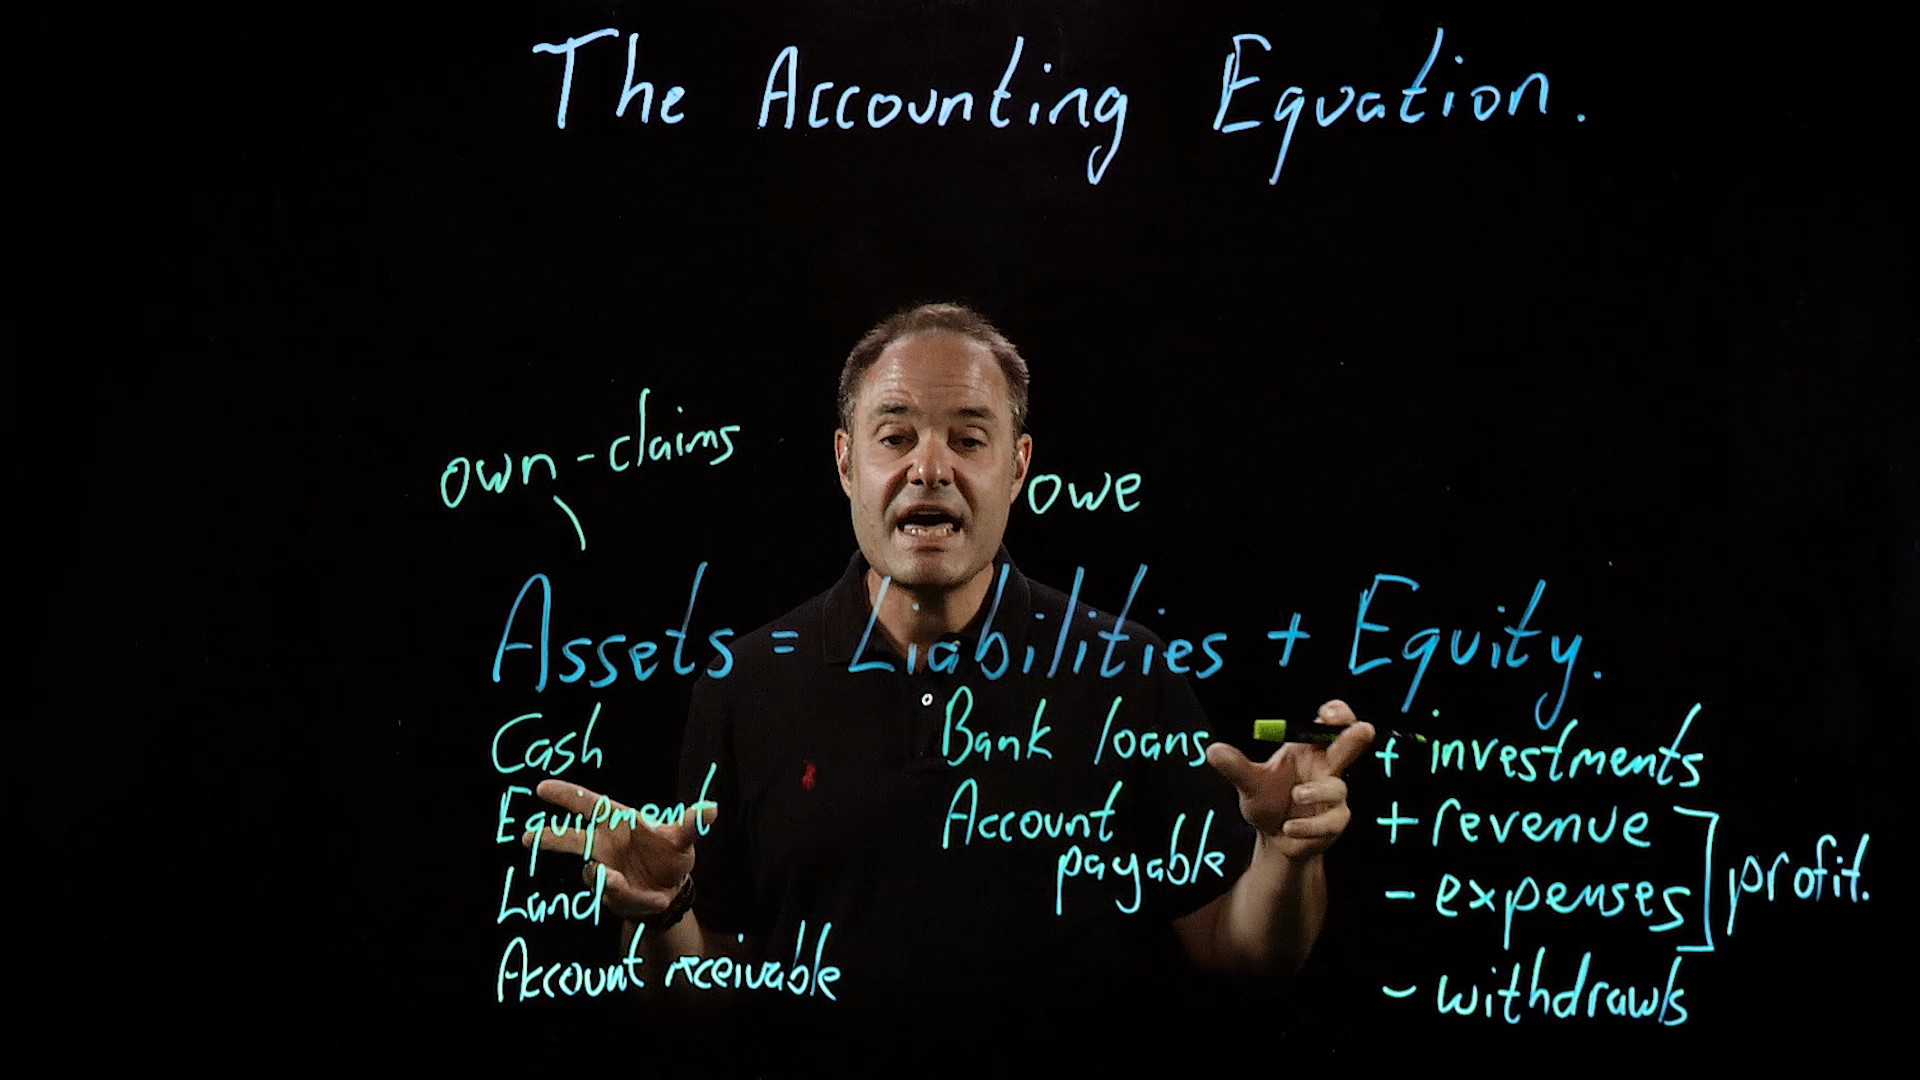 The Accounting Equation.
own - claims
owe
Assets = Liabilities + Equity.
Cash
Equipment
Land
Account receivable
Bank loans
Account
payable
+ investments
+ revenue
- expenses
profit.
- withdrawls